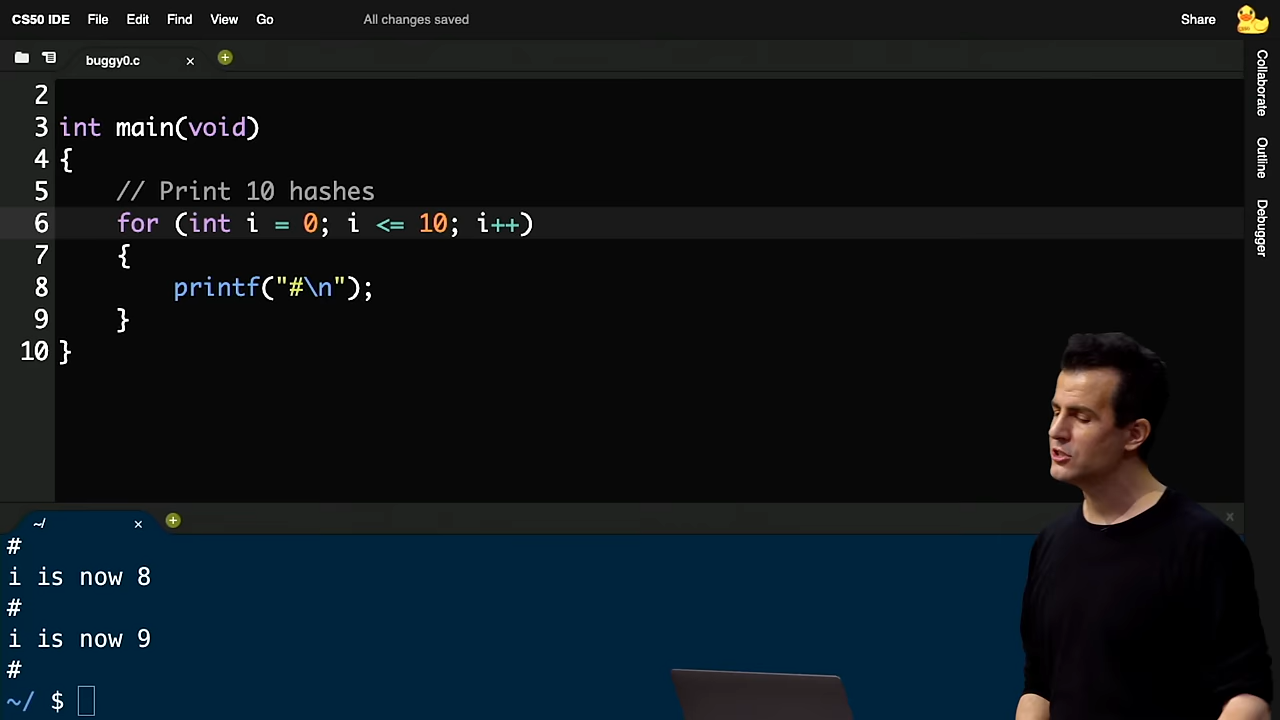 CS50 IDE File Edit Find View Go All changes saved Share
buggy0.c
2
3 int main(void)
4 {
5 // Print 10 hashes
6 for (int i = 0; i <= 10; i++)
7 {
8 printf("#\n");
9 }
10 }
Collaborate
Outline
Debugger
~/
#
i is now 8
#
i is now 9
#
~/ $